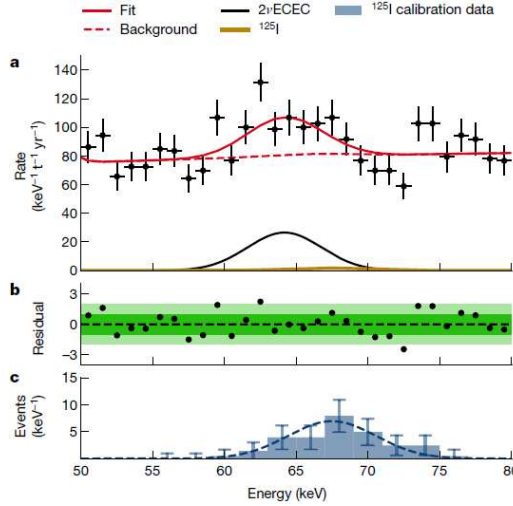 Fit 2νECEC ¹²⁵I calibration data
Background ¹²⁵I
a
140
120
100
80
60
40
20
0
Rate
(keV⁻¹ t⁻¹ yr⁻¹)
b
3
0
−3
Residual
c
15
10
5
Events
(keV⁻¹)
50 55 60 65 70 75 80
Energy (keV)